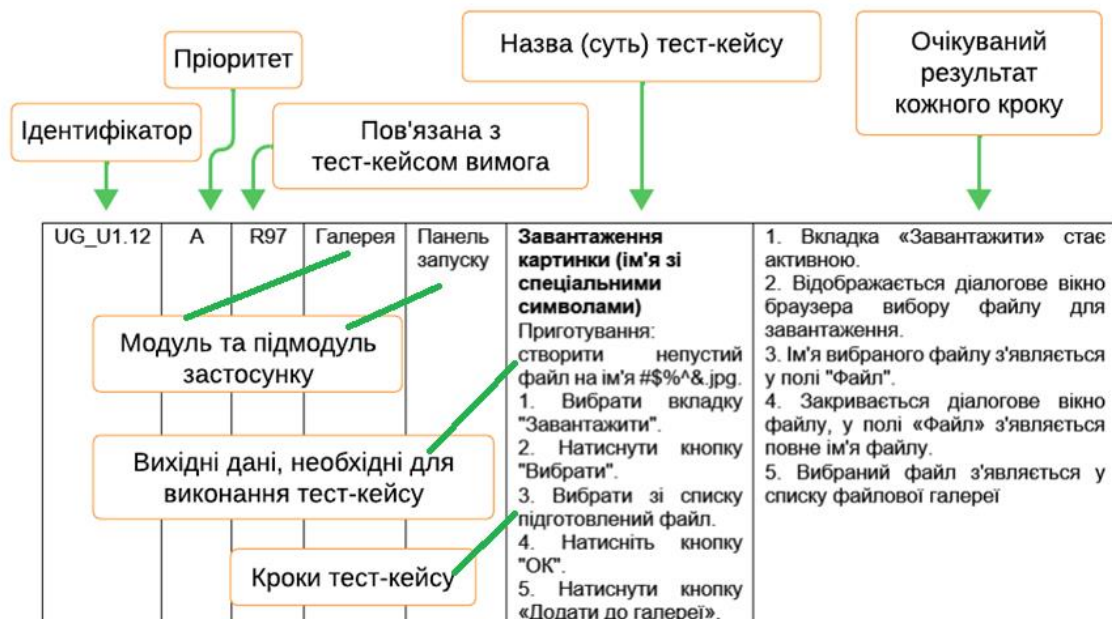 Пріоритет
Назва (суть) тест-кейсу
Очікуваний
результат
кожного кроку
Ідентифікатор
Пов'язана з
тест-кейсом вимога
UG_U1.12
A
R97
Галерея
Панель
запуску
Завантаження
картинки (ім'я зі
спеціальними
символами)
Приготування:
створити непустий
файл на ім'я #$%^&.jpg.
1. Вибрати вкладку
"Завантажити".
2. Натиснути кнопку
"Вибрати".
3. Вибрати зі списку
підготовлений файл.
4. Натисніть кнопку
"ОК".
5. Натиснути кнопку
«Додати до галереї».
1. Вкладка «Завантажити» стає
активною.
2. Відображається діалогове вікно
браузера вибору файлу для
завантаження.
3. Ім'я вибраного файлу з'являється
у полі "Файл".
4. Закривається діалогове вікно
файлу, у полі «Файл» з'являється
повне ім'я файлу.
5. Вибраний файл з'являється у
списку файлової галереї
Модуль та підмодуль
застосунку
Вихідні дані, необхідні для
виконання тест-кейсу
Кроки тест-кейсу